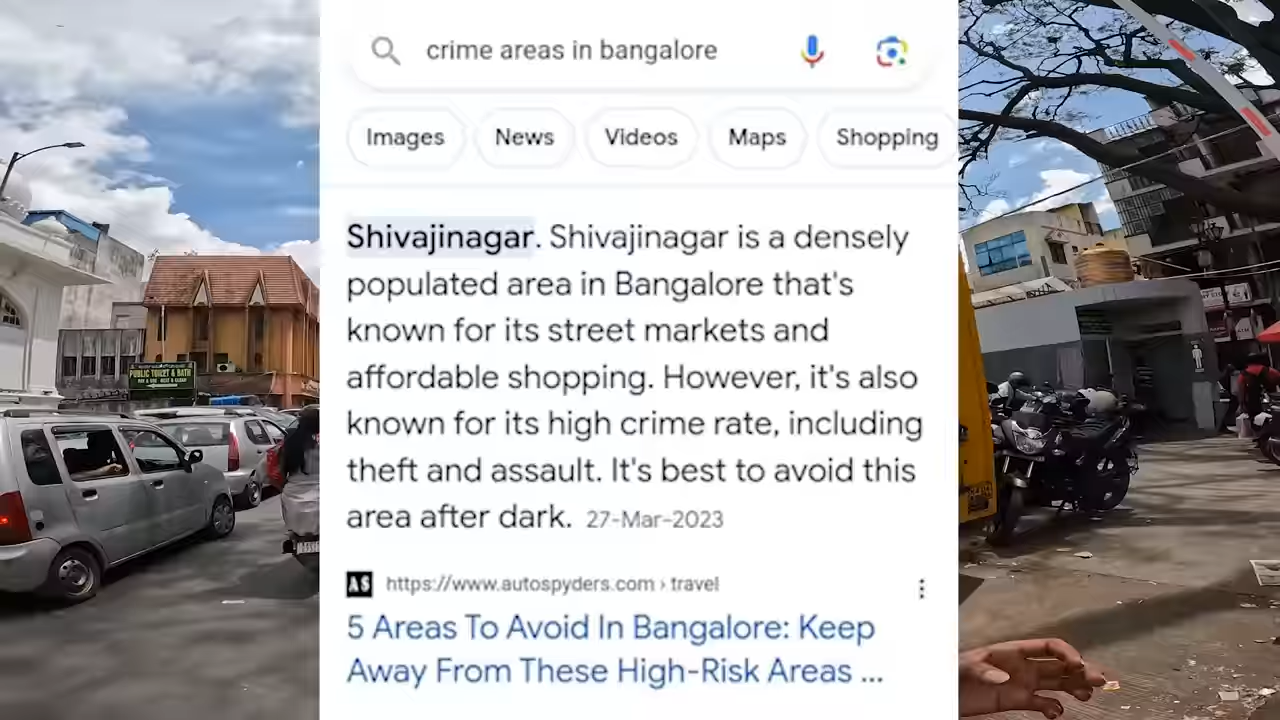 crime areas in bangalore
Images News Videos Maps Shopping
Shivajinagar. Shivajinagar is a densely
populated area in Bangalore that's
known for its street markets and
affordable shopping. However, it's also
known for its high crime rate, including
theft and assault. It's best to avoid this
area after dark. 27-Mar-2023
AS https://www.autospyders.com › travel
5 Areas To Avoid In Bangalore: Keep
Away From These High-Risk Areas ...
PUBLIC TOILET & BATH